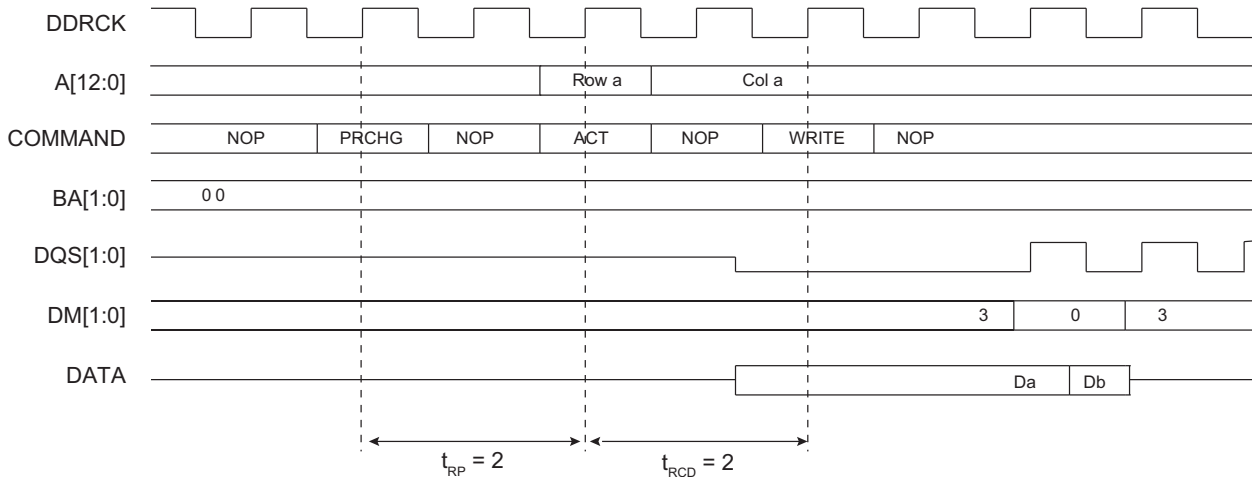 DDRCK
A[12:0] Row a Col a
COMMAND NOP PRCHG NOP ACT NOP WRITE NOP
BA[1:0] 0 0
DQS[1:0]
DM[1:0] 3 0 3
DATA Da Db
tRP = 2 tRCD = 2